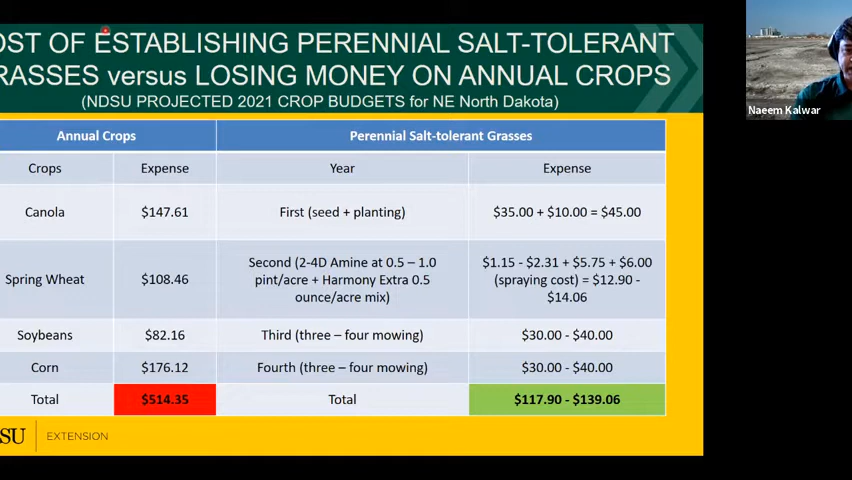 OST OF ESTABLISHING PERENNIAL SALT-TOLERANT
RASSES versus LOSING MONEY ON ANNUAL CROPS
(NDSU PROJECTED 2021 CROP BUDGETS for NE North Dakota)
Naeem Kalwar
Annual Crops Perennial Salt-tolerant Grasses
Crops Expense Year Expense
Canola $147.61 First (seed + planting) $35.00 + $10.00 = $45.00
Spring Wheat $108.46 Second (2-4D Amine at 0.5 – 1.0 $1.15 - $2.31 + $5.75 + $6.00
pint/acre + Harmony Extra 0.5 (spraying cost) = $12.90 -
ounce/acre mix) $14.06
Soybeans $82.16 Third (three – four mowing) $30.00 - $40.00
Corn $176.12 Fourth (three – four mowing) $30.00 - $40.00
Total $514.35 Total $117.90 - $139.06
SU EXTENSION